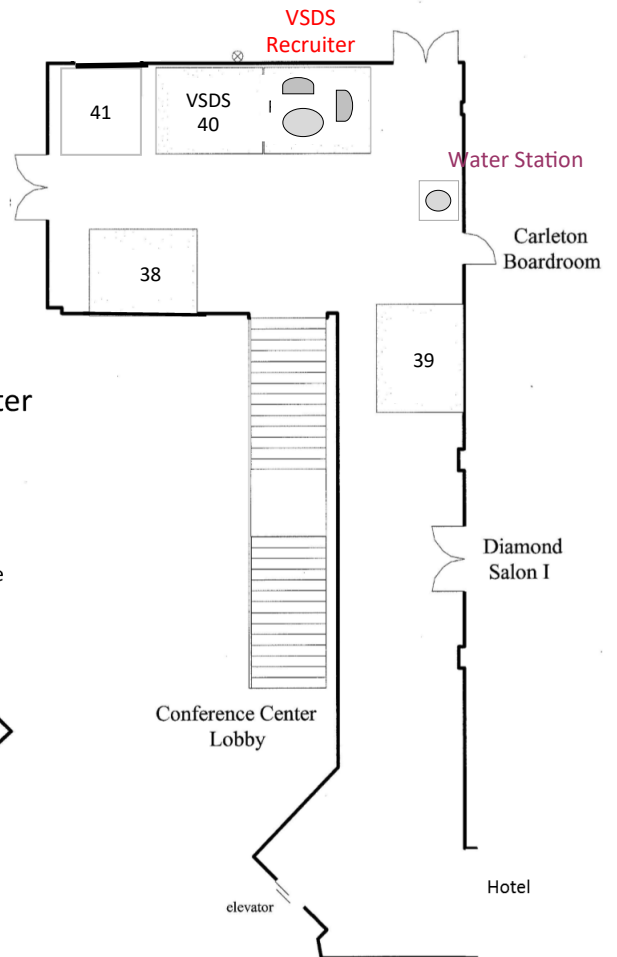 VSDS
Recruiter
41
VSDS
40
Water Station
Carleton
Boardroom
38
39
ter
e
Diamond
Salon I
Conference Center
Lobby
Hotel
elevator